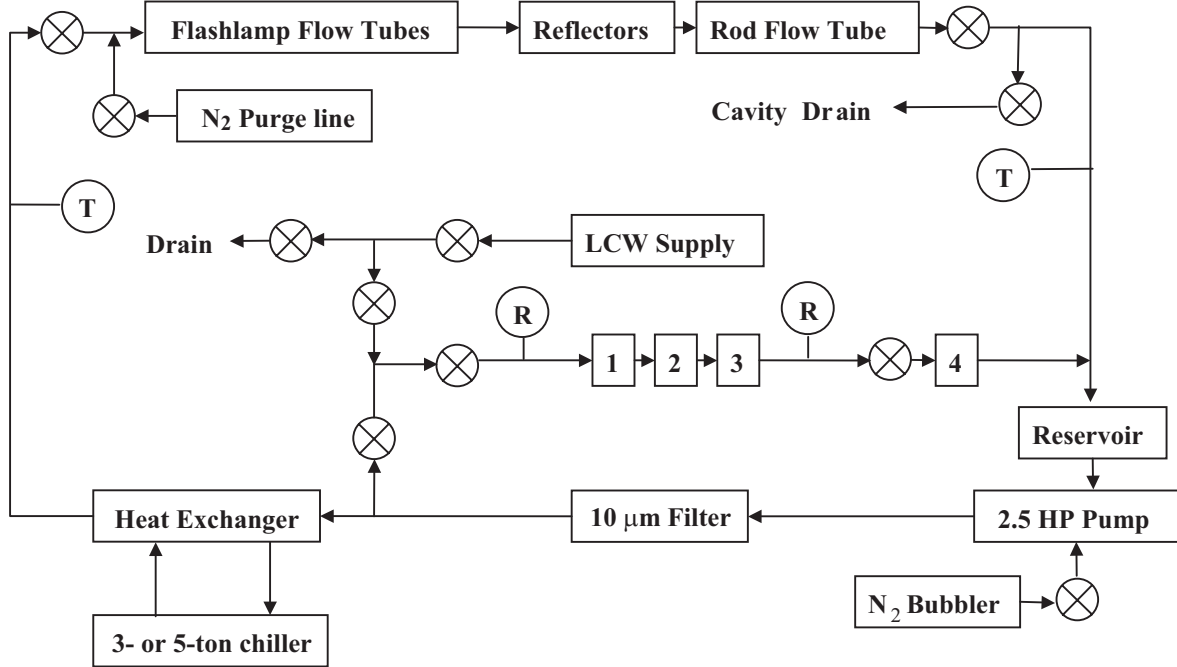 Flashlamp Flow Tubes
Reflectors
Rod Flow Tube
N₂ Purge line
Cavity Drain
T
T
Drain
LCW Supply
R
R
1
2
3
4
Reservoir
Heat Exchanger
10 μm Filter
2.5 HP Pump
N₂ Bubbler
3- or 5-ton chiller